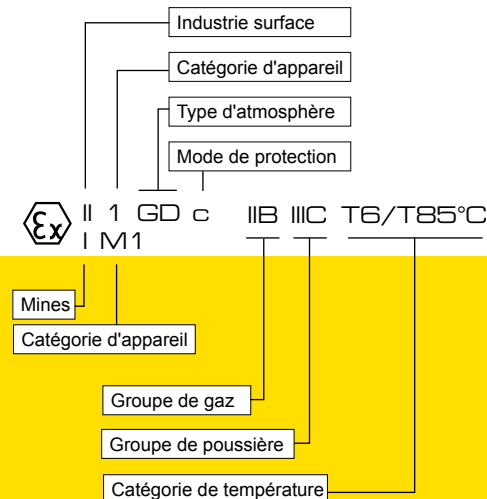 Industrie surface
Catégorie d'appareil
Type d'atmosphère
Mode de protection
Ex II 1 GD c IIB IIIC T6/T85°C
I M1
Mines
Catégorie d'appareil
Groupe de gaz
Groupe de poussière
Catégorie de température